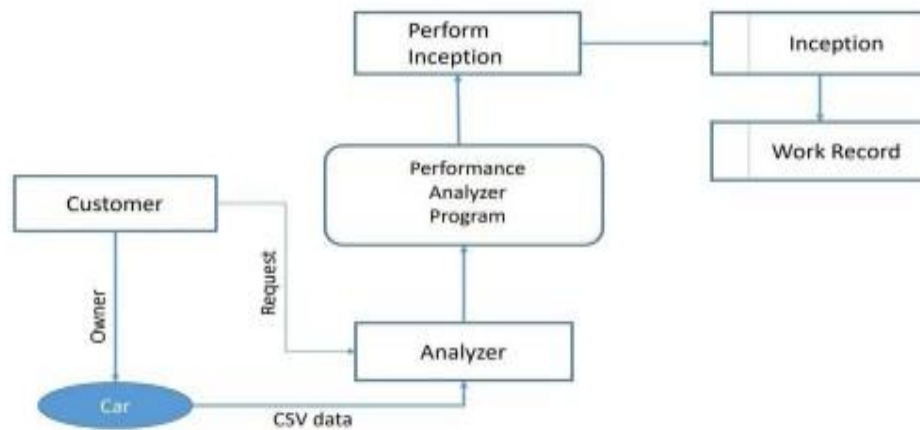 Perform
Inception
Inception
Work Record
Performance
Analyzer
Program
Customer
Owner
Request
Analyzer
Car
CSV data